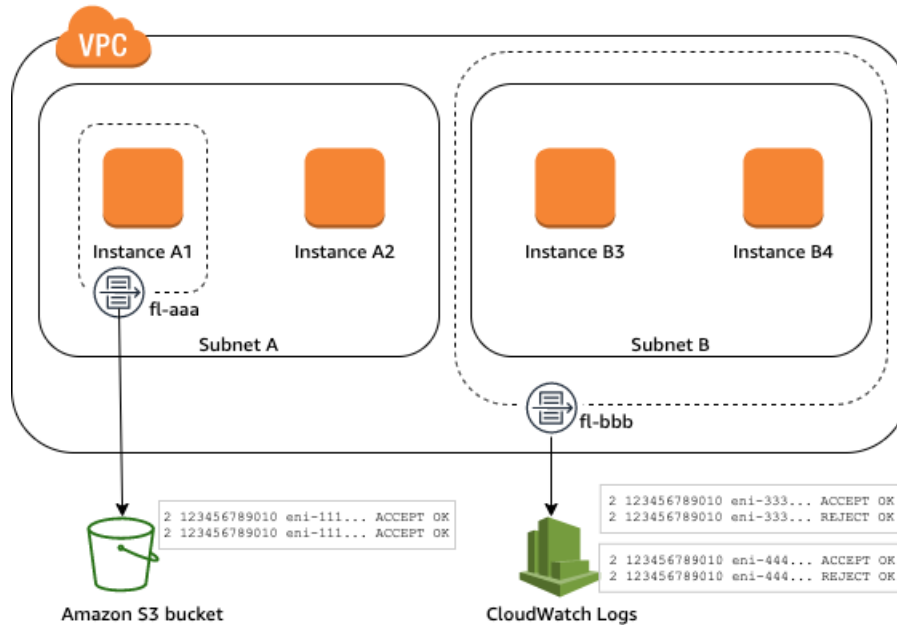 VPC
Instance A1
Instance A2
Instance B3
Instance B4
fl-aaa
Subnet A
Subnet B
fl-bbb
2 123456789010 eni-111... ACCEPT OK
2 123456789010 eni-111... ACCEPT OK
2 123456789010 eni-333... ACCEPT OK
2 123456789010 eni-333... REJECT OK
2 123456789010 eni-444... ACCEPT OK
2 123456789010 eni-444... REJECT OK
Amazon S3 bucket
CloudWatch Logs